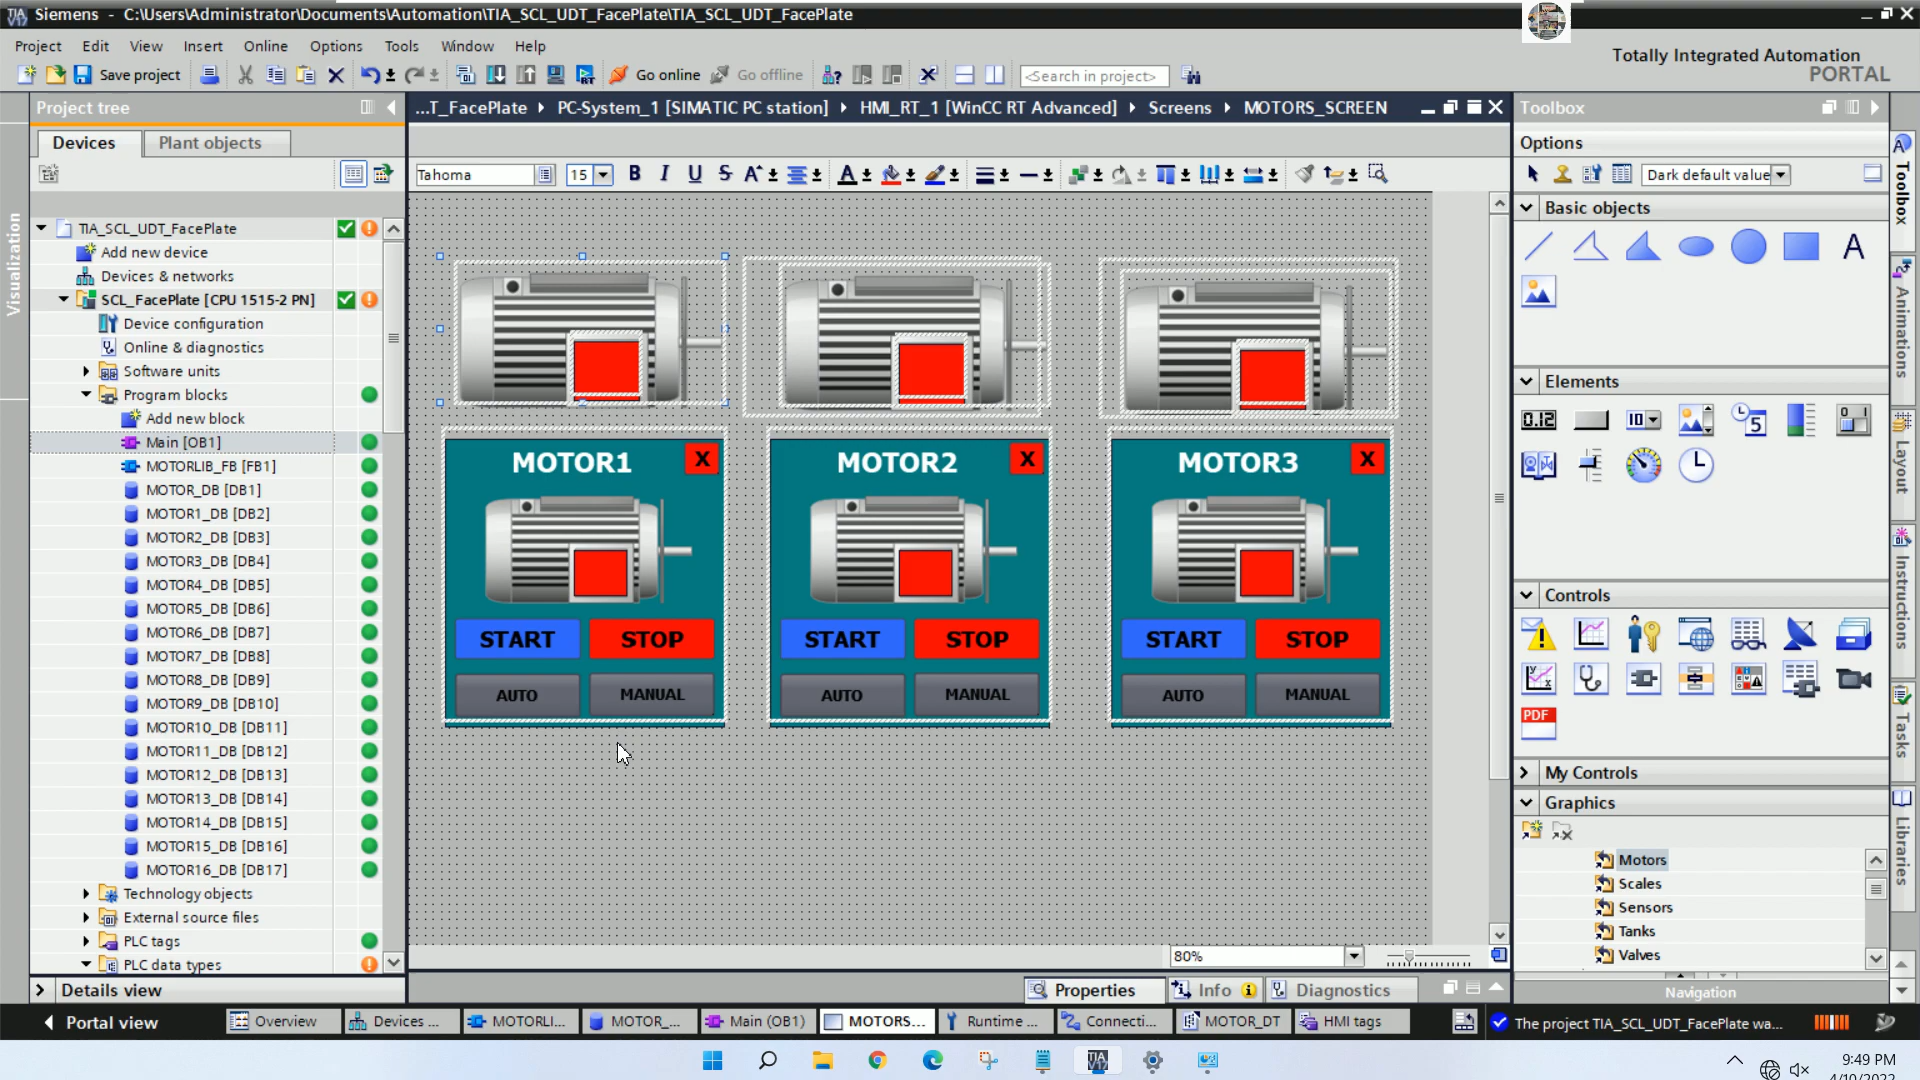 Siemens - C:\Users\Administrator\Documents\Automation\TIA_SCL_UDT_FacePlate\TIA_SCL_UDT_FacePlate
Project Edit View Insert Online Options Tools Window Help
Totally Integrated Automation
PORTAL
Save project
Go online
Go offline
<Search in project>
Project tree
...T_FacePlate PC-System_1 [SIMATIC PC station] HMI_RT_1 [WinCC RT Advanced] Screens MOTORS_SCREEN
Toolbox
Devices
Plant objects
Options
Tahoma
15
B I U S A A
Dark default value
Visualization
TIA_SCL_UDT_FacePlate
Add new device
Devices & networks
SCL_FacePlate [CPU 1515-2 PN]
Device configuration
Online & diagnostics
Software units
Program blocks
Add new block
Main [OB1]
MOTORLIB_FB [FB1]
MOTOR_DB [DB1]
MOTOR1_DB [DB2]
MOTOR2_DB [DB3]
MOTOR3_DB [DB4]
MOTOR4_DB [DB5]
MOTOR5_DB [DB6]
MOTOR6_DB [DB7]
MOTOR7_DB [DB8]
MOTOR8_DB [DB9]
MOTOR9_DB [DB10]
MOTOR10_DB [DB11]
MOTOR11_DB [DB12]
MOTOR12_DB [DB13]
MOTOR13_DB [DB14]
MOTOR14_DB [DB15]
MOTOR15_DB [DB16]
MOTOR16_DB [DB17]
Technology objects
External source files
PLC tags
PLC data types
Details view
MOTOR1 X
START STOP
AUTO MANUAL
MOTOR2 X
START STOP
AUTO MANUAL
MOTOR3 X
START STOP
AUTO MANUAL
80%
Properties
Info
Diagnostics
Basic objects
A
Elements
0.12
10
5
Controls
PDF
My Controls
Graphics
Motors
Scales
Sensors
Tanks
Valves
Navigation
Toolbox
Animations
Layout
Instructions
Tasks
Libraries
Portal view
Overview
Devices ...
MOTORLI...
MOTOR_...
Main (OB1)
MOTORS...
Runtime ...
Connecti...
MOTOR_DT
HMI tags
The project TIA_SCL_UDT_FacePlate wa...
9:49 PM
4/10/2022